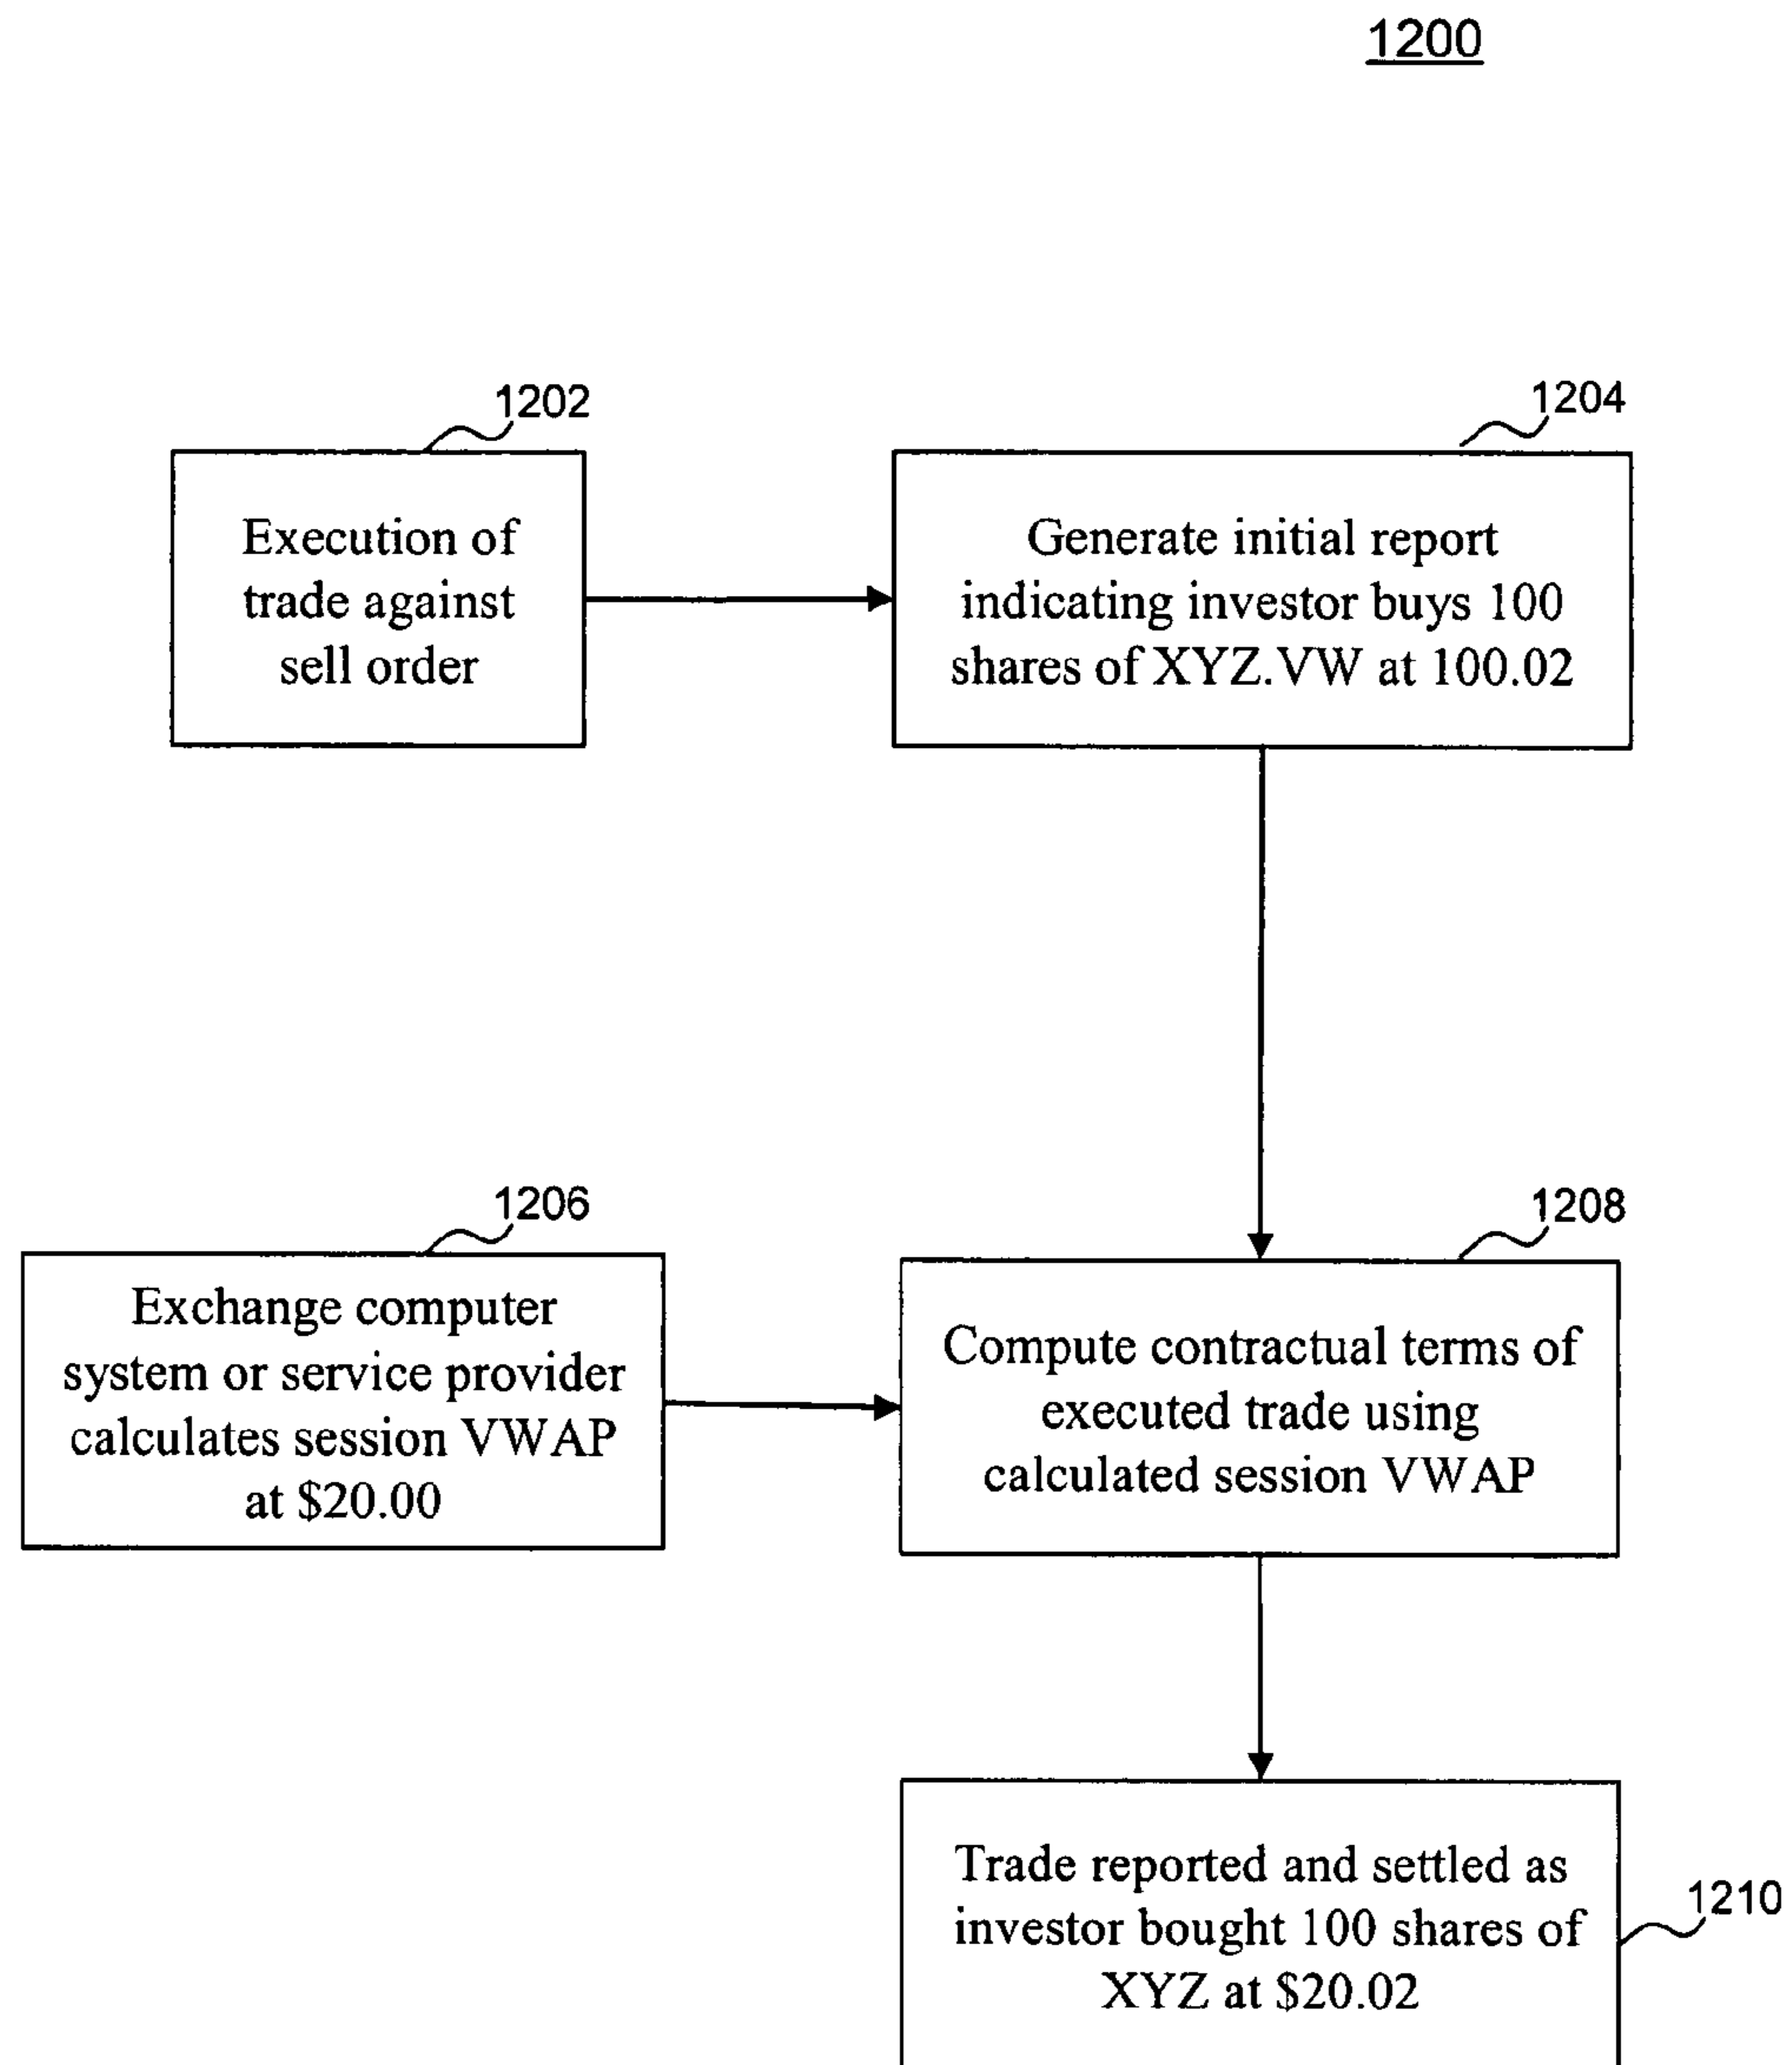 1200
1202
Execution of
trade against
sell order
1204
Generate initial report
indicating investor buys 100
shares of XYZ.VW at 100.02
1206
Exchange computer
system or service provider
calculates session VWAP
at $20.00
1208
Compute contractual terms of
executed trade using
calculated session VWAP
Trade reported and settled as
investor bought 100 shares of
XYZ at $20.02
1210